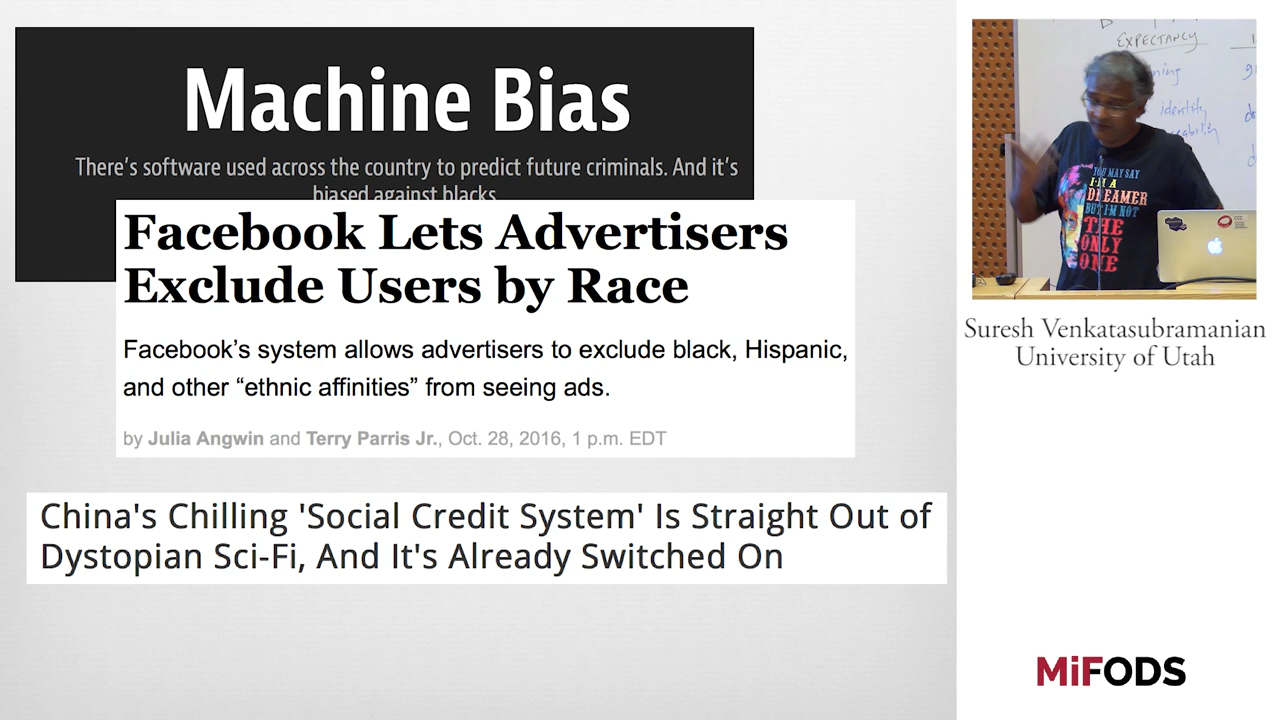 Machine Bias
There's software used across the country to predict future criminals. And it's
biased against blacks.
Facebook Lets Advertisers
Exclude Users by Race
Facebook's system allows advertisers to exclude black, Hispanic,
and other “ethnic affinities” from seeing ads.
by Julia Angwin and Terry Parris Jr., Oct. 28, 2016, 1 p.m. EDT
China's Chilling 'Social Credit System' Is Straight Out of
Dystopian Sci-Fi, And It's Already Switched On
EXPECTANCY
identity
YOU MAY SAY
I'M A
DREAMER
BUT I'M NOT
THE
ONLY
ONE
Suresh Venkatasubramanian
University of Utah
MiFODS